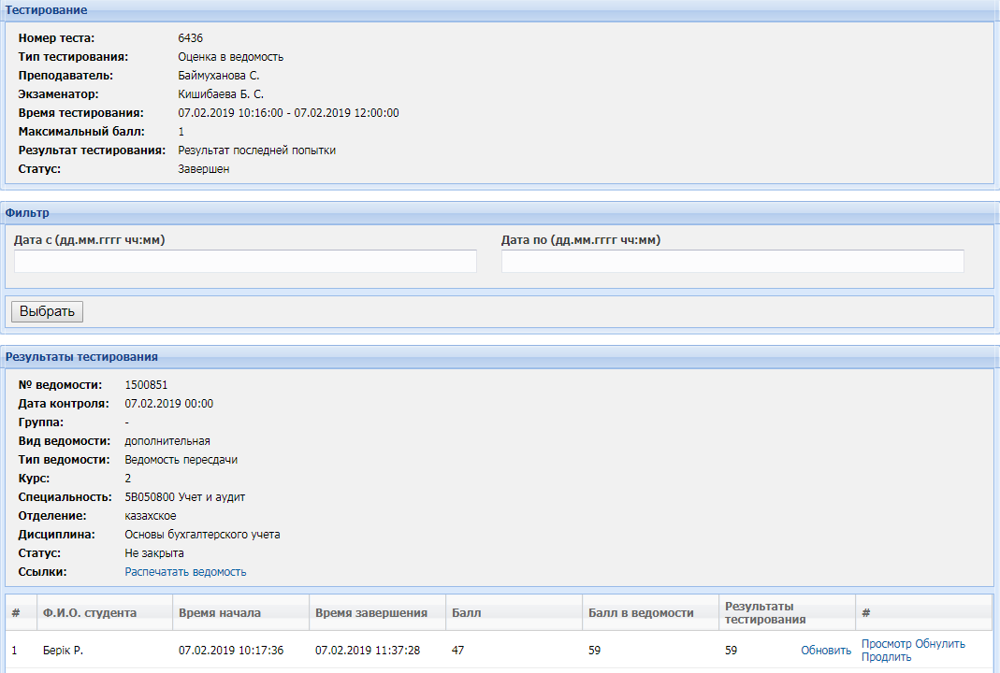 Тестирование
Номер теста: 6436
Тип тестирования: Оценка в ведомость
Преподаватель: Баймуханова С.
Экзаменатор: Кишибаева Б. С.
Время тестирования: 07.02.2019 10:16:00 - 07.02.2019 12:00:00
Максимальный балл: 1
Результат тестирования: Результат последней попытки
Статус: Завершен
Фильтр
Дата с (дд.мм.гггг чч:мм) Дата по (дд.мм.гггг чч:мм)
Выбрать
Результаты тестирования
№ ведомости: 1500851
Дата контроля: 07.02.2019 00:00
Группа: -
Вид ведомости: дополнительная
Тип ведомости: Ведомость пересдачи
Курс: 2
Специальность: 5В050800 Учет и аудит
Отделение: казахское
Дисциплина: Основы бухгалтерского учета
Статус: Не закрыта
Ссылки: Распечатать ведомость
# Ф.И.О. студента Время начала Время завершения Балл Балл в ведомости Результаты тестирования #
1 Берік Р. 07.02.2019 10:17:36 07.02.2019 11:37:28 47 59 59 Обновить Просмотр Обнулить
Продлить